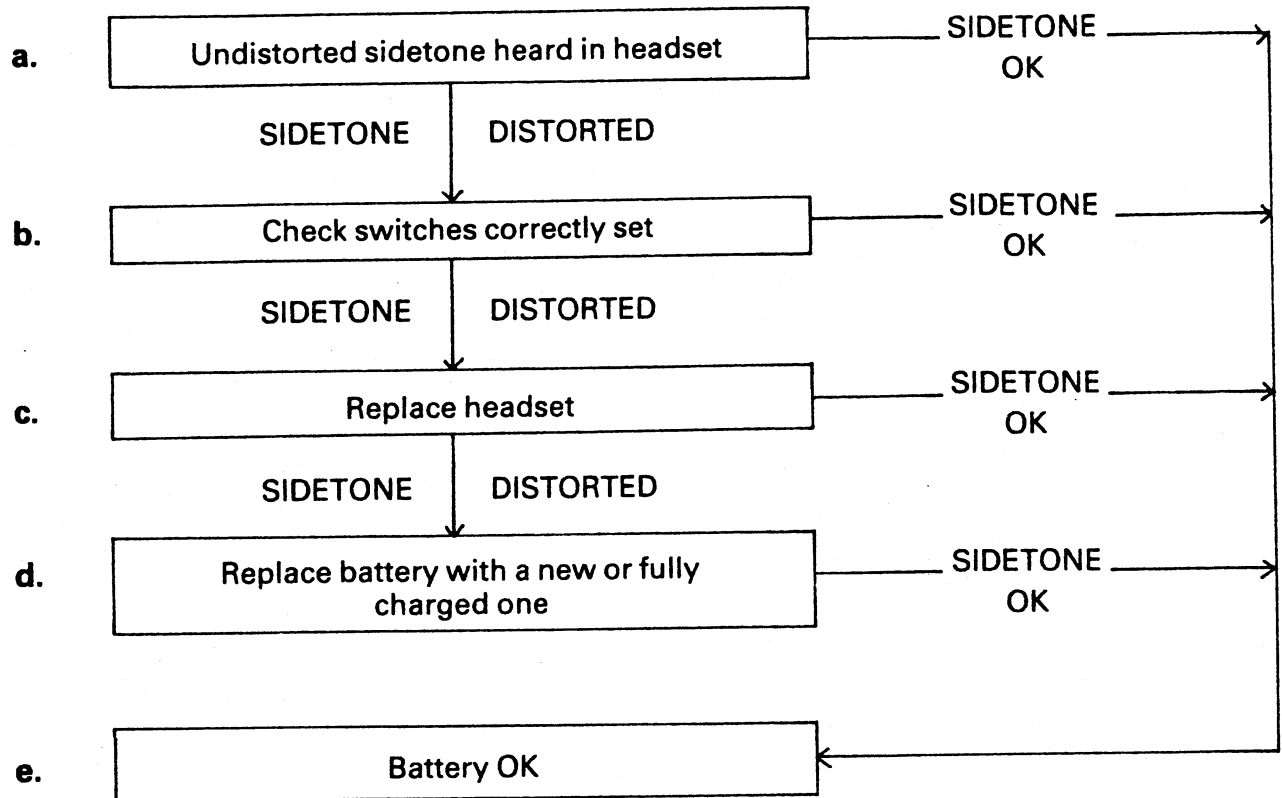 a. Undistorted sidetone heard in headset SIDETONE
OK
SIDETONE DISTORTED
b. Check switches correctly set SIDETONE
OK
SIDETONE DISTORTED
c. Replace headset SIDETONE
OK
SIDETONE DISTORTED
d. Replace battery with a new or fully
charged one SIDETONE
OK
e. Battery OK